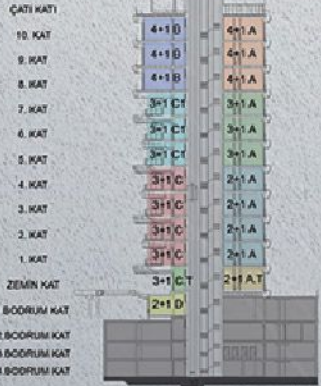 ÇATI KATI
10. KAT 4+1 B 4+1 A
9. KAT 4+1 B 4+1 A
8. KAT 4+1 B 4+1 A
7. KAT 3+1 C1 3+1 A
6. KAT 3+1 C1 3+1 A
5. KAT 3+1 C1 3+1 A
4. KAT 3+1 C 2+1 A
3. KAT 3+1 C 2+1 A
2. KAT 3+1 C 2+1 A
1. KAT 3+1 C 2+1 A
ZEMİN KAT 3+1 C.T 2+1 A.T
BODRUM KAT 2+1 D
2.BODRUM KAT
BODRUM KAT
BODRUM KAT